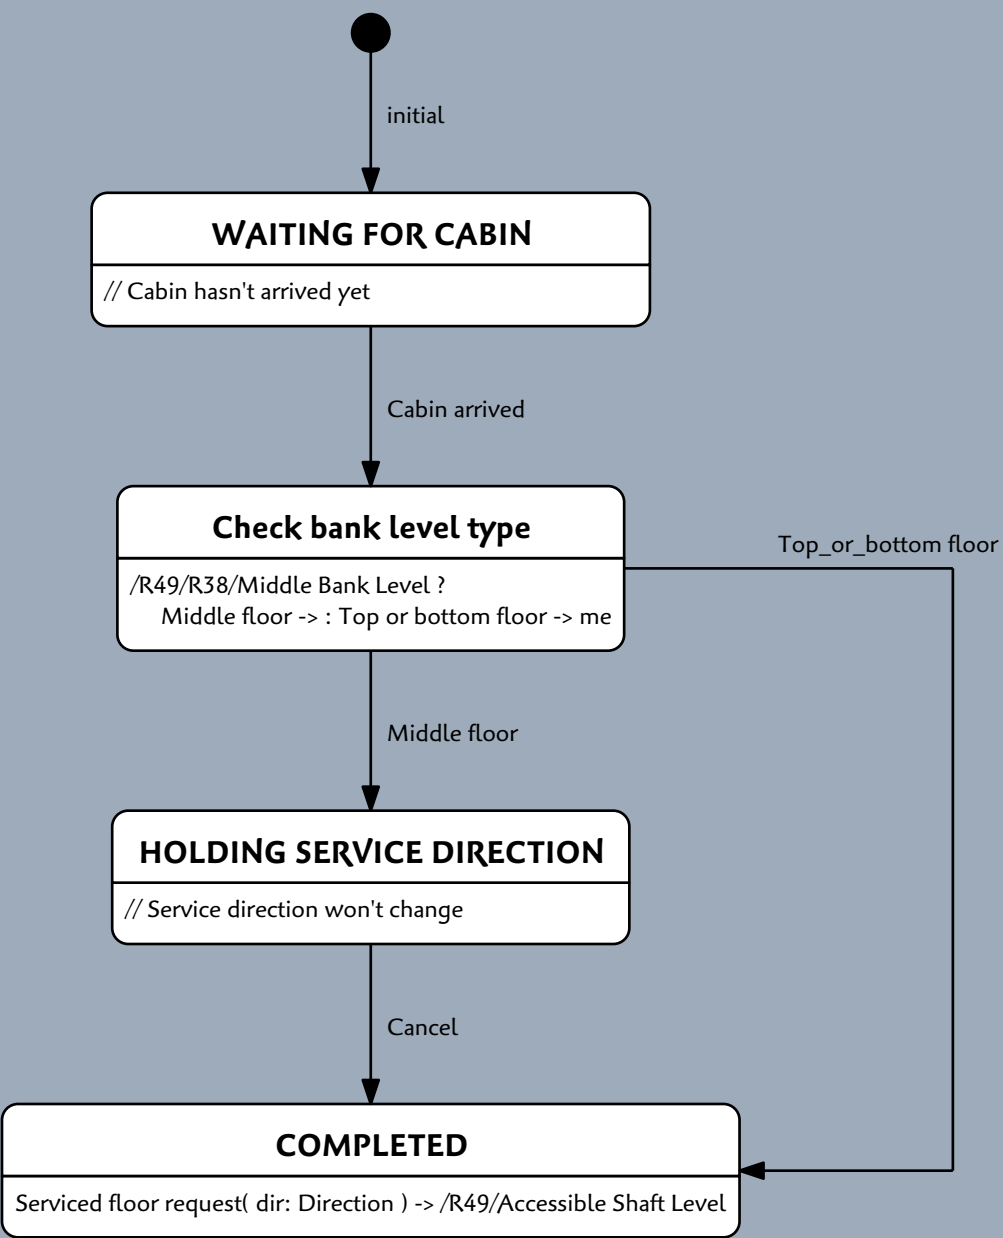 initial
WAITING FOR CABIN
// Cabin hasn't arrived yet
Cabin arrived
Check bank level type
/R49/R38/Middle Bank Level ?
Middle floor -> : Top or bottom floor -> me
Top_or_bottom floor
Middle floor
HOLDING SERVICE DIRECTION
// Service direction won't change
Cancel
COMPLETED
Serviced floor request( dir: Direction ) -> /R49/Accessible Shaft Level